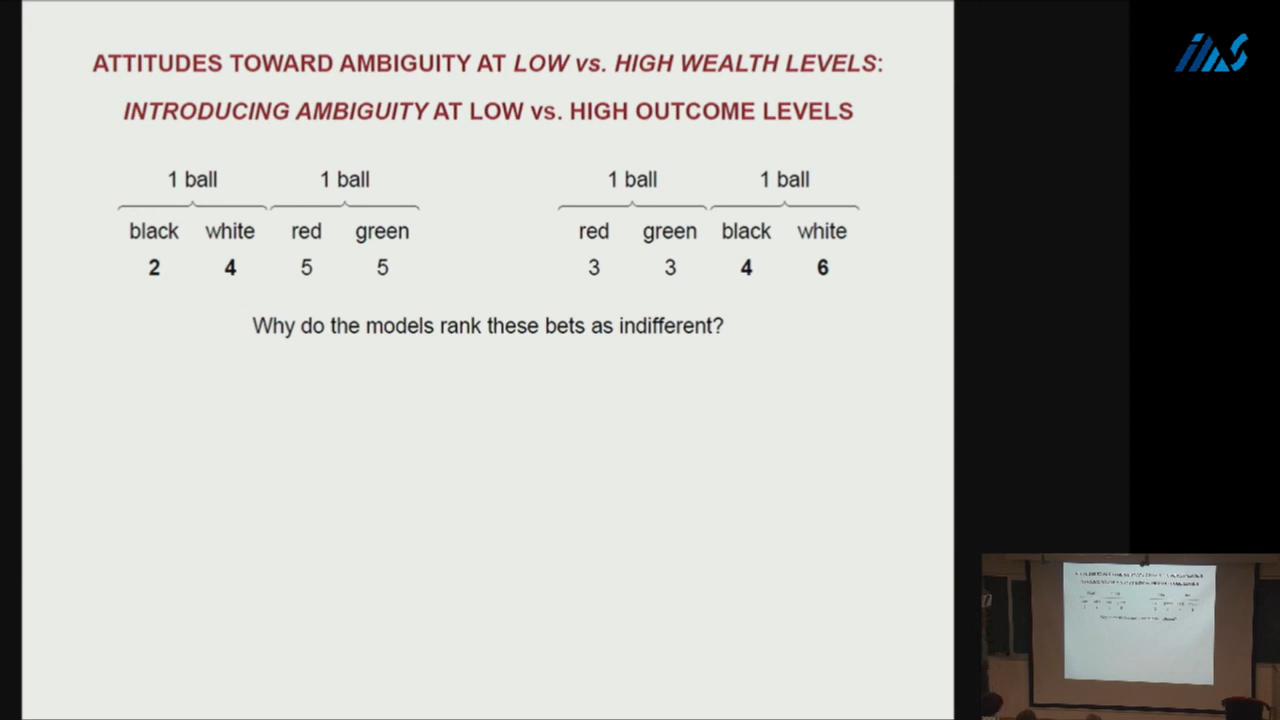 ATTITUDES TOWARD AMBIGUITY AT LOW vs. HIGH WEALTH LEVELS:
INTRODUCING AMBIGUITY AT LOW vs. HIGH OUTCOME LEVELS
1 ball 1 ball 1 ball 1 ball
black white red green red green black white
2 4 5 5 3 3 4 6
Why do the models rank these bets as indifferent?